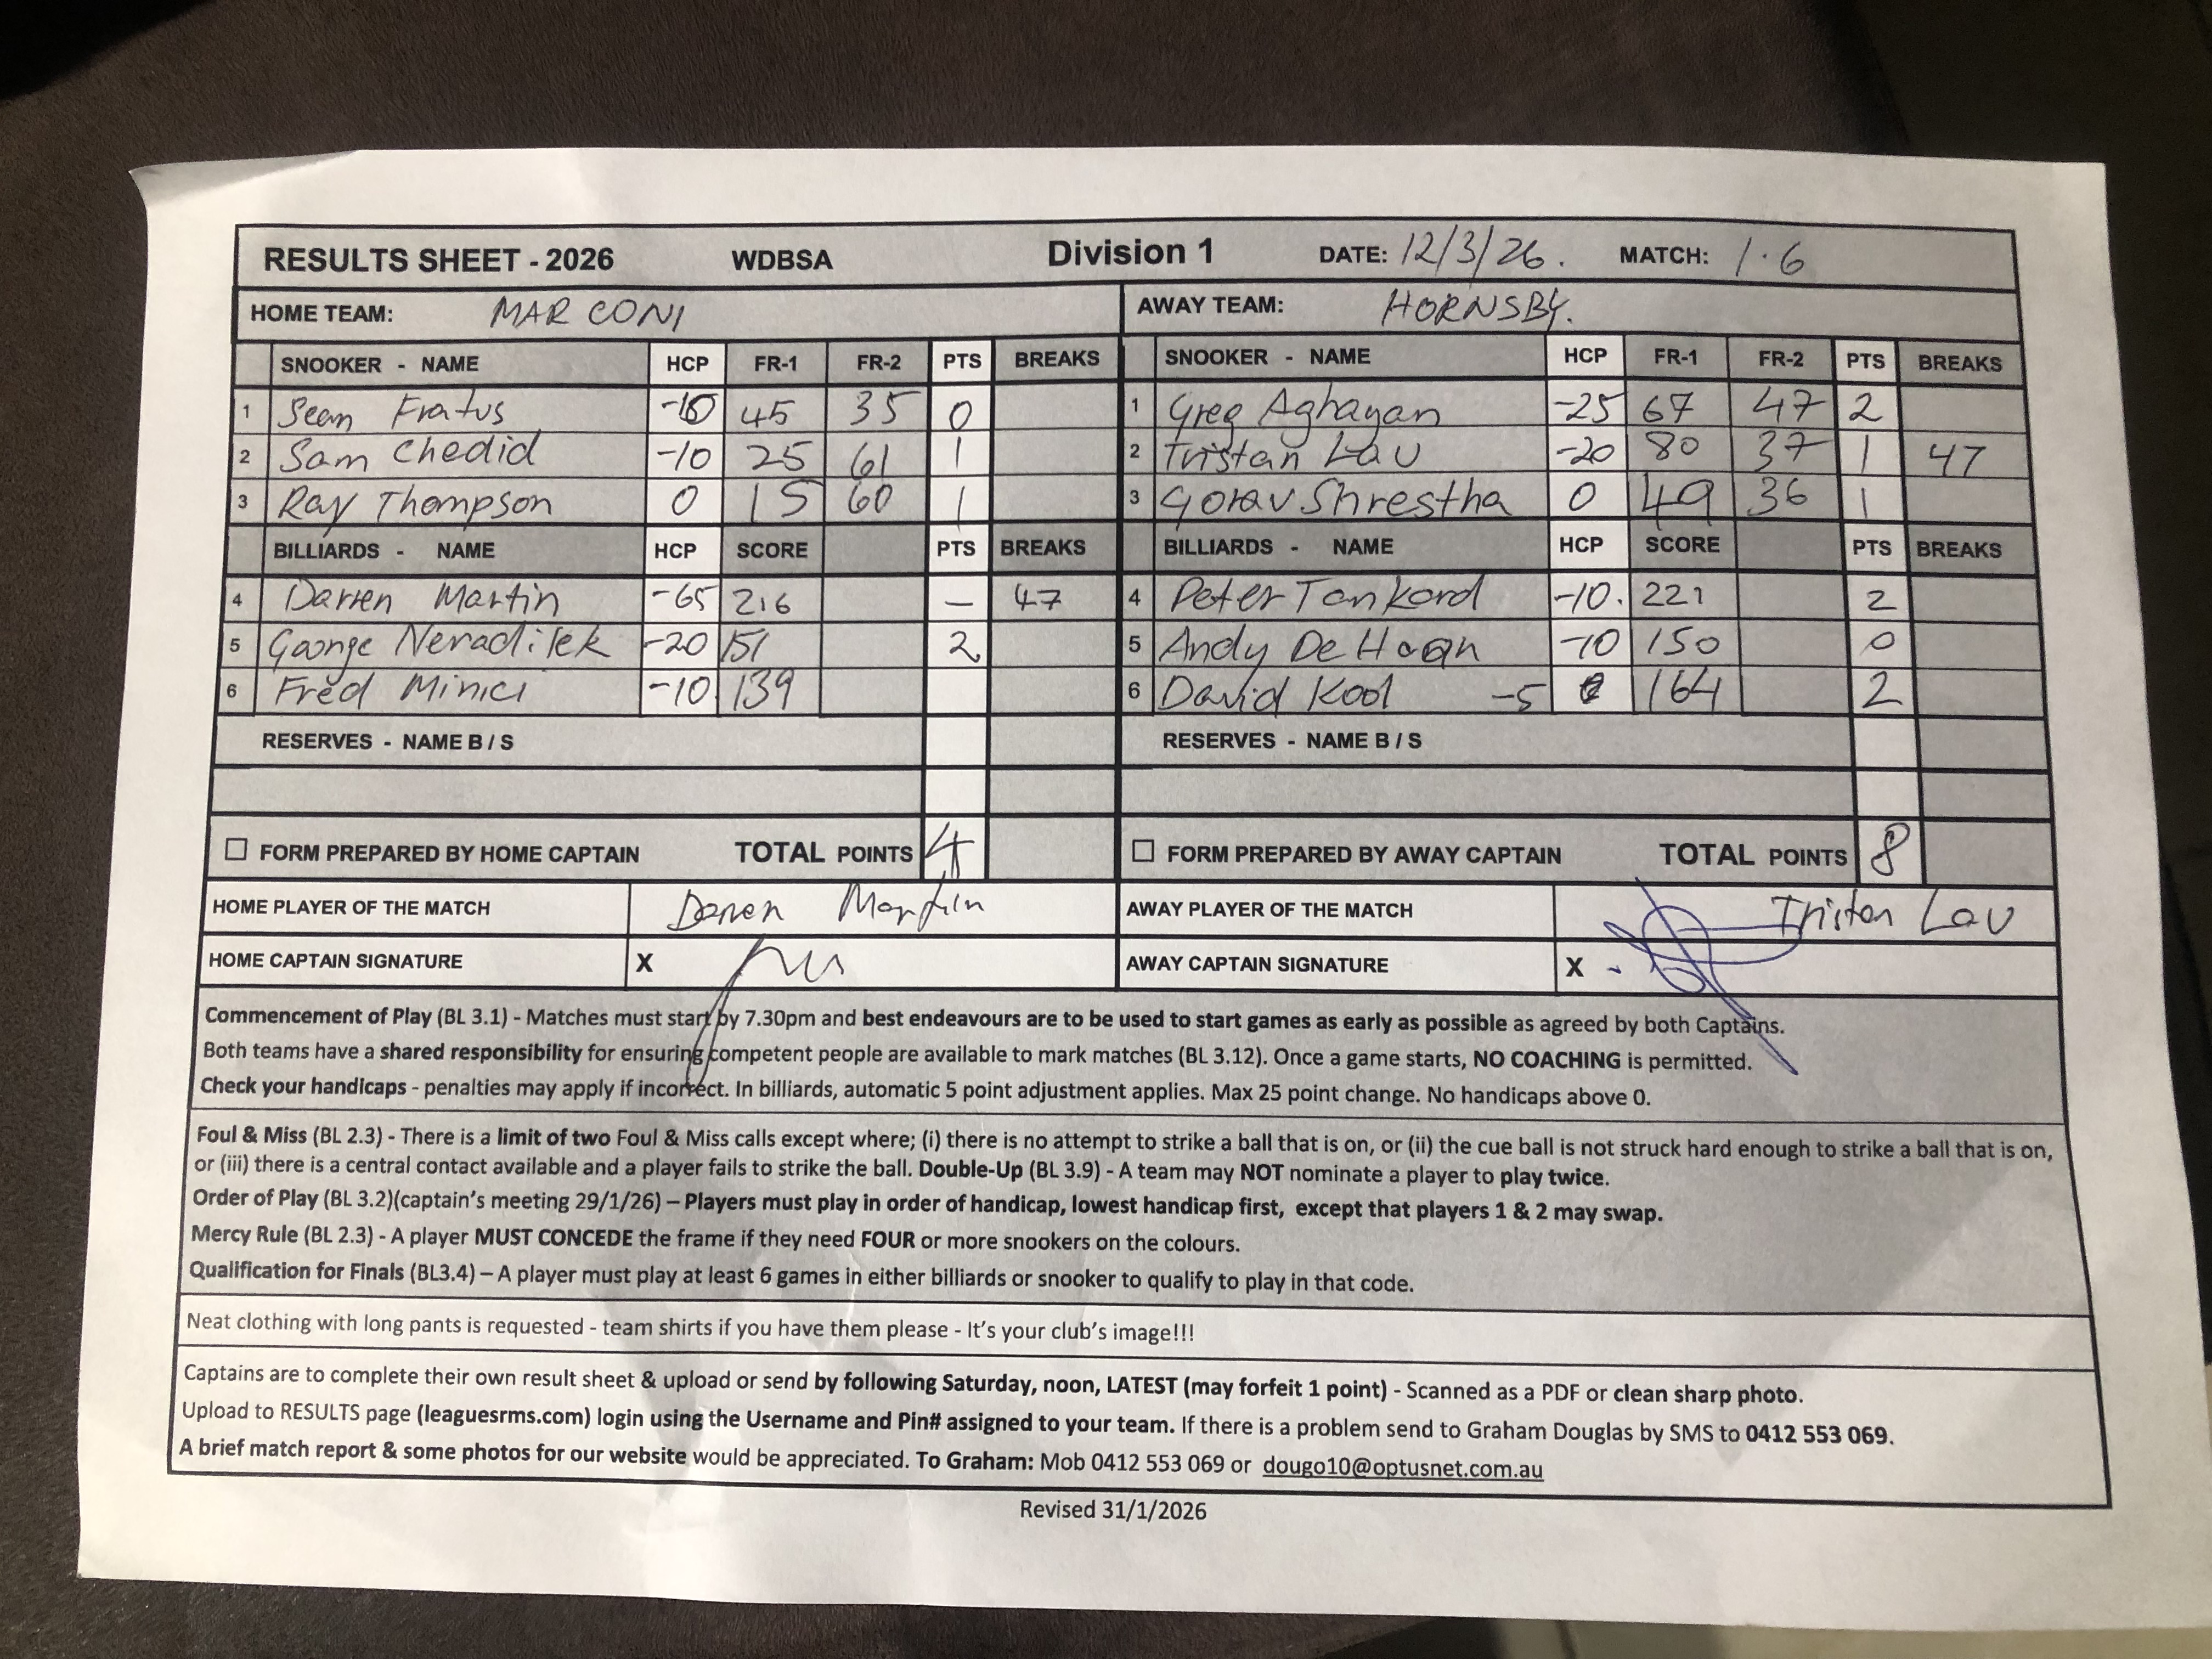 RESULTS SHEET - 2026 WDBSA Division 1 DATE: 12/3/26. MATCH: 1.6
HOME TEAM: MARCONI AWAY TEAM: HORNSBY.
SNOOKER - NAME HCP FR-1 FR-2 PTS BREAKS SNOOKER - NAME HCP FR-1 FR-2 PTS BREAKS
1 Sean Fratus 45 35 0 1 Greg Aghayan -25 67 47 2
2 Sam Chedid -10 25 61 1 2 Tristan Lau -20 80 37 1 47
3 Ray Thompson 0 15 60 1 3 Gorav Shrestha 0 49 36 1
BILLIARDS - NAME HCP SCORE PTS BREAKS BILLIARDS - NAME HCP SCORE PTS BREAKS
4 Darren Martin -65 216 — 47 4 Peter Tankard -10. 221 2
5 George Neradilek -20 151 2 5 Andy De Haan -10 150 0
6 Fred Minici -10. 139 6 David Kool -5 164 2
RESERVES - NAME B / S RESERVES - NAME B / S
☐ FORM PREPARED BY HOME CAPTAIN TOTAL POINTS 4 ☐ FORM PREPARED BY AWAY CAPTAIN TOTAL POINTS 8
HOME PLAYER OF THE MATCH Darren Martin AWAY PLAYER OF THE MATCH Tristan Lau
HOME CAPTAIN SIGNATURE X AWAY CAPTAIN SIGNATURE X
Commencement of Play (BL 3.1) - Matches must start by 7.30pm and best endeavours are to be used to start games as early as possible as agreed by both Captains.
Both teams have a shared responsibility for ensuring competent people are available to mark matches (BL 3.12). Once a game starts, NO COACHING is permitted.
Check your handicaps - penalties may apply if incorrect. In billiards, automatic 5 point adjustment applies. Max 25 point change. No handicaps above 0.
Foul & Miss (BL 2.3) - There is a limit of two Foul & Miss calls except where; (i) there is no attempt to strike a ball that is on, or (ii) the cue ball is not struck hard enough to strike a ball that is on,
or (iii) there is a central contact available and a player fails to strike the ball. Double-Up (BL 3.9) - A team may NOT nominate a player to play twice.
Order of Play (BL 3.2)(captain's meeting 29/1/26) – Players must play in order of handicap, lowest handicap first, except that players 1 & 2 may swap.
Mercy Rule (BL 2.3) - A player MUST CONCEDE the frame if they need FOUR or more snookers on the colours.
Qualification for Finals (BL3.4) – A player must play at least 6 games in either billiards or snooker to qualify to play in that code.
Neat clothing with long pants is requested - team shirts if you have them please - It's your club's image!!!
Captains are to complete their own result sheet & upload or send by following Saturday, noon, LATEST (may forfeit 1 point) - Scanned as a PDF or clean sharp photo.
Upload to RESULTS page (leaguesrms.com) login using the Username and Pin# assigned to your team. If there is a problem send to Graham Douglas by SMS to 0412 553 069.
A brief match report & some photos for our website would be appreciated. To Graham: Mob 0412 553 069 or dougo10@optusnet.com.au
Revised 31/1/2026